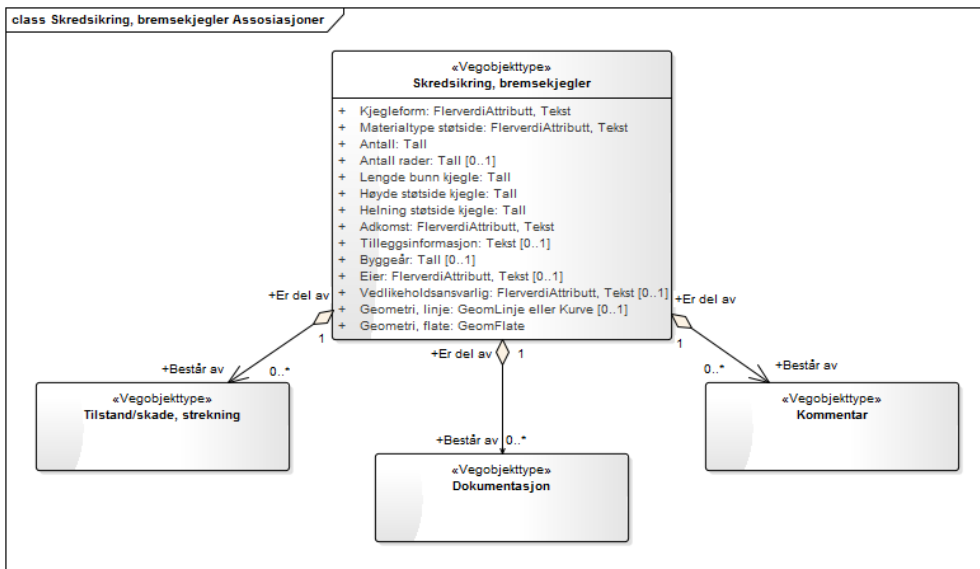 class Skredsikring, bremsekjegler Assosiasjoner
«Vegobjekttype»
Skredsikring, bremsekjegler
+ Kjegleform: FlerverdiAttributt, Tekst
+ Materialtype støtside: FlerverdiAttributt, Tekst
+ Antall: Tall
+ Antall rader: Tall [0..1]
+ Lengde bunn kjegle: Tall
+ Høyde støtside kjegle: Tall
+ Helning støtside kjegle: Tall
+ Adkomst: FlerverdiAttributt, Tekst
+ Tilleggsinformasjon: Tekst [0..1]
+ Byggeår: Tall [0..1]
+ Eier: FlerverdiAttributt, Tekst [0..1]
+ Vedlikeholdsansvarlig: FlerverdiAttributt, Tekst [0..1]
+ Geometri, linje: GeomLinje eller Kurve [0..1]
+ Geometri, flate: GeomFlate
+Er del av
1
+Består av
0..*
«Vegobjekttype»
Tilstand/skade, strekning
+Er del av
1
+Består av
0..*
«Vegobjekttype»
Dokumentasjon
+Er del av
1
0..*
+Består av
«Vegobjekttype»
Kommentar